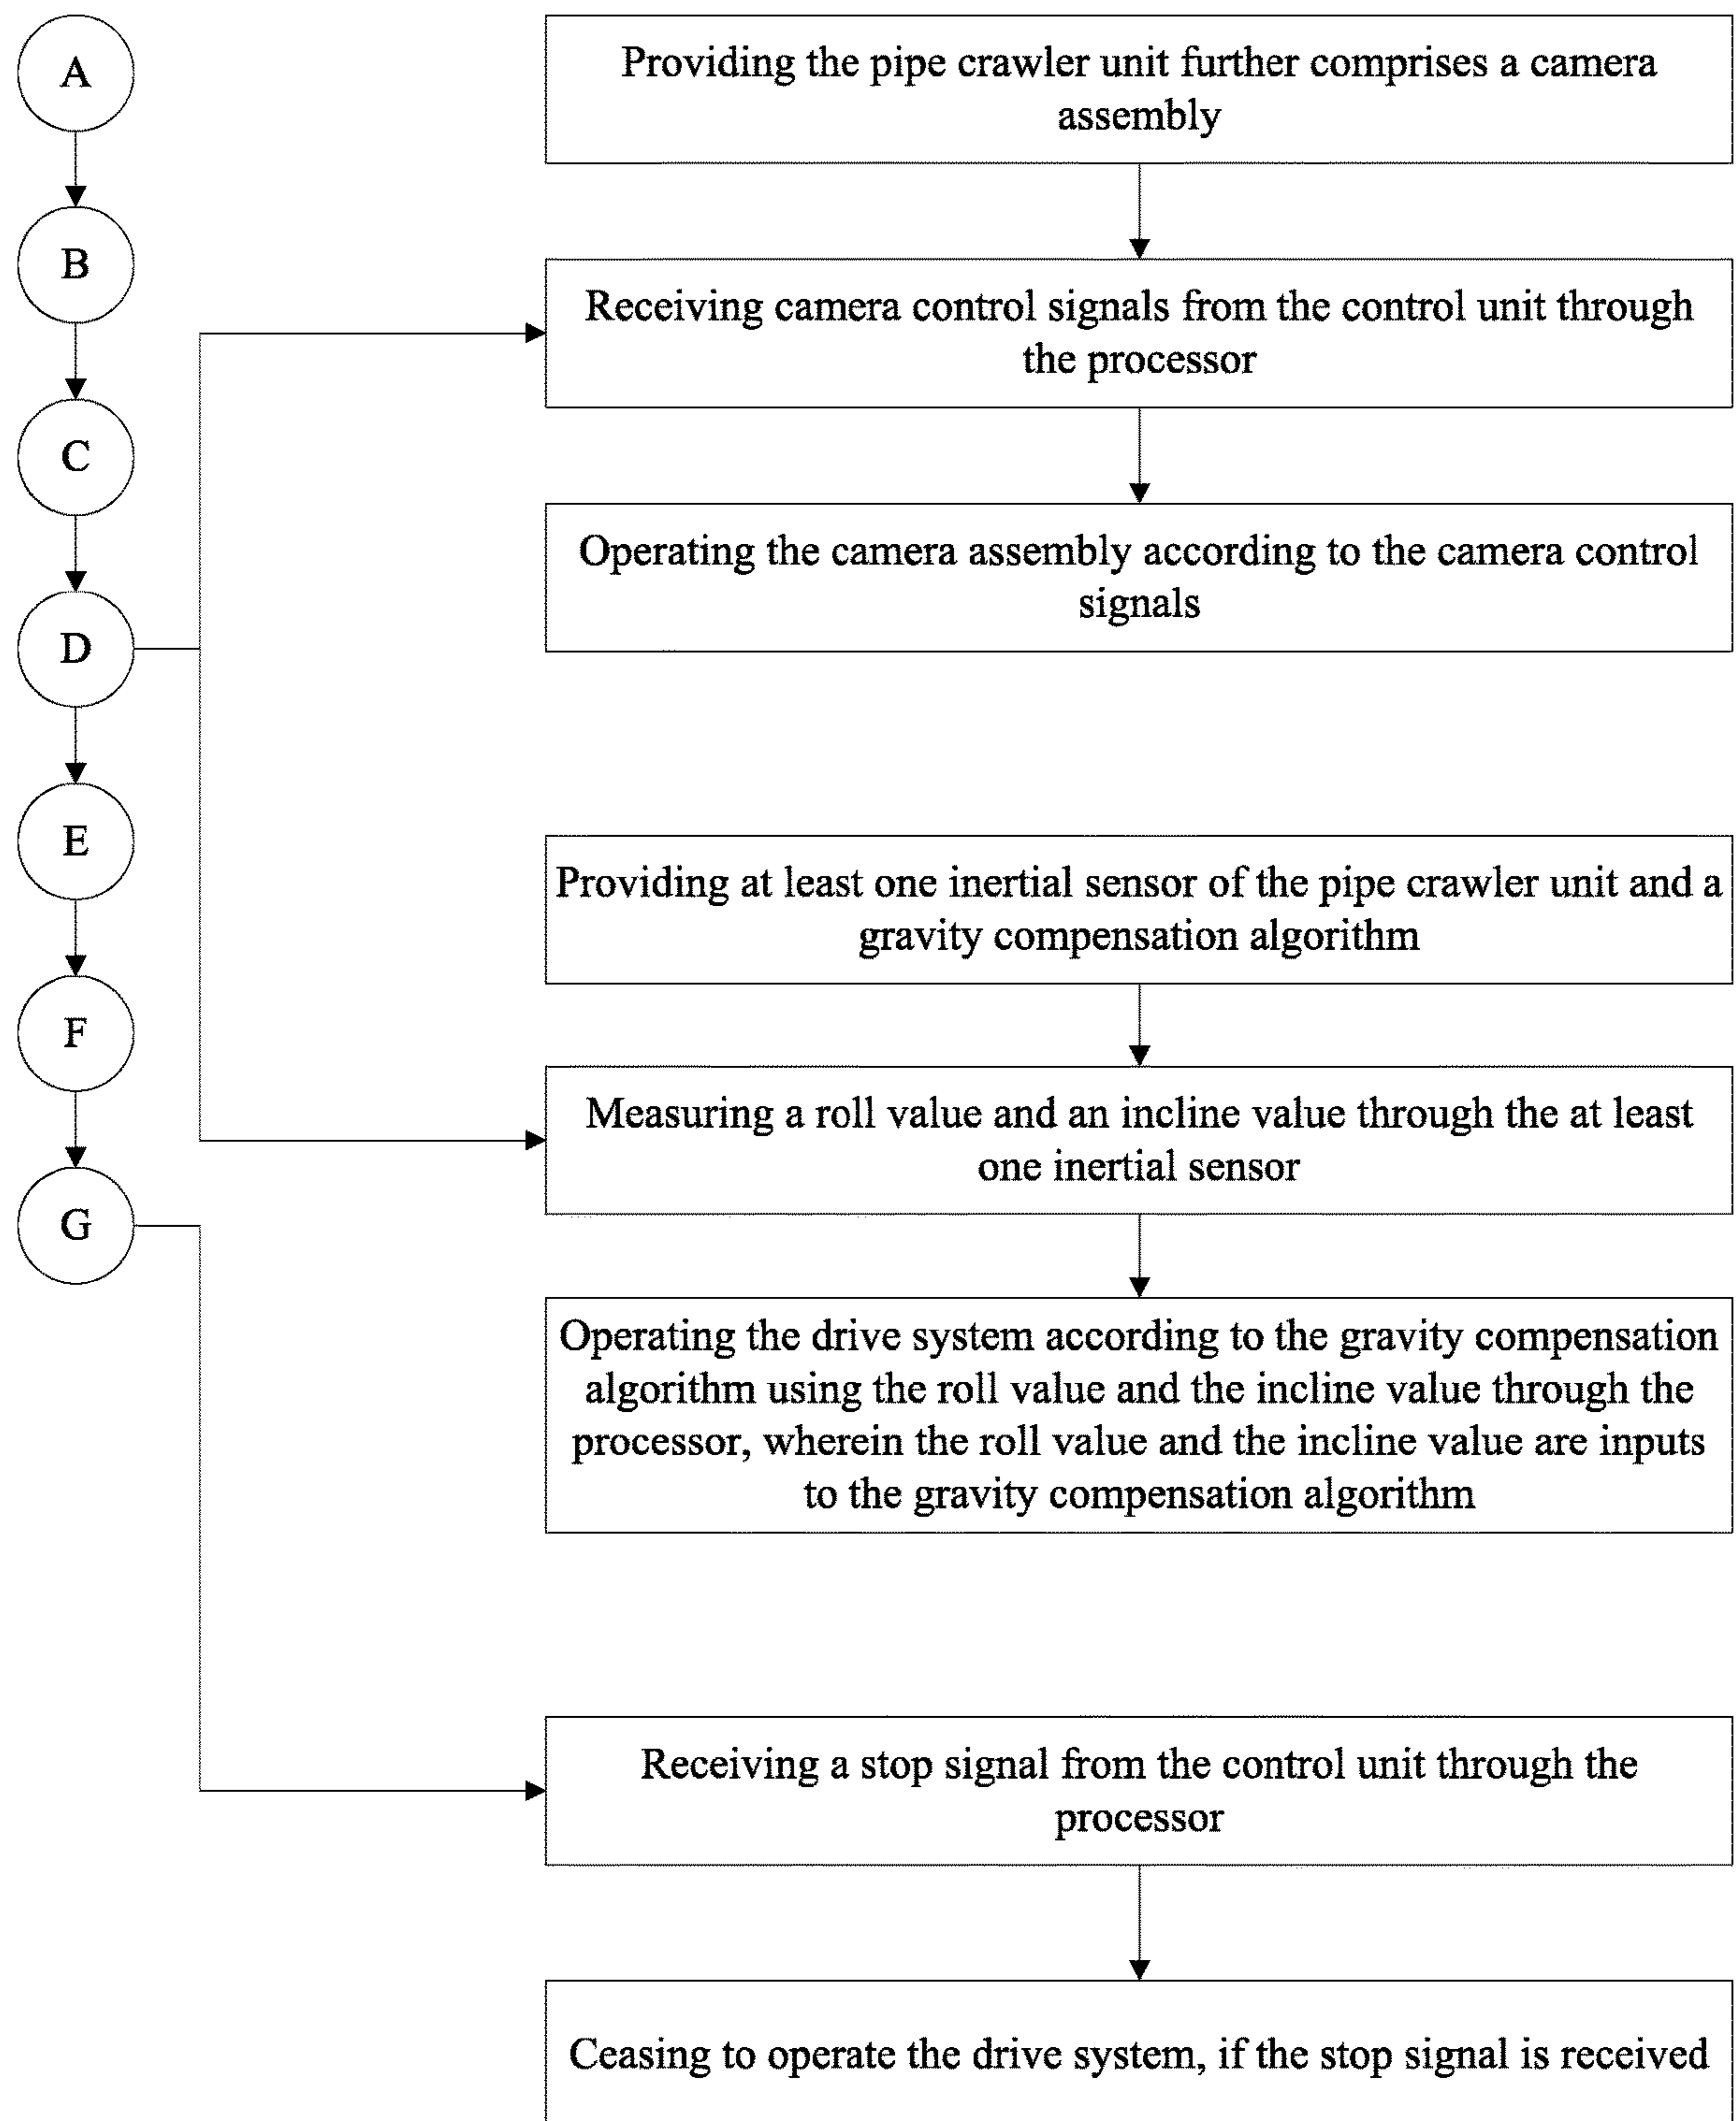 A
B
C
D
E
F
G
Providing the pipe crawler unit further comprises a camera
assembly
Receiving camera control signals from the control unit through
the processor
Operating the camera assembly according to the camera control
signals
Providing at least one inertial sensor of the pipe crawler unit and a
gravity compensation algorithm
Measuring a roll value and an incline value through the at least
one inertial sensor
Operating the drive system according to the gravity compensation
algorithm using the roll value and the incline value through the
processor, wherein the roll value and the incline value are inputs
to the gravity compensation algorithm
Receiving a stop signal from the control unit through the
processor
Ceasing to operate the drive system, if the stop signal is received